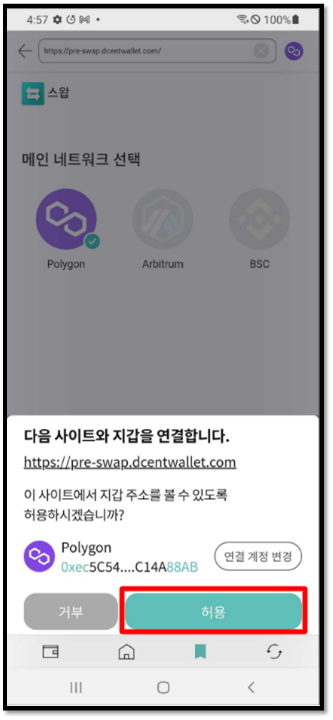 4:57 100%
https://pre-swap.dcentwallet.com/
스왑
메인 네트워크 선택
Polygon Arbitrum BSC
다음 사이트와 지갑을 연결합니다.
https://pre-swap.dcentwallet.com
이 사이트에서 지갑 주소를 볼 수 있도록
허용하시겠습니까?
Polygon
0xec5C54....C14A88AB
연결 계정 변경
거부 허용